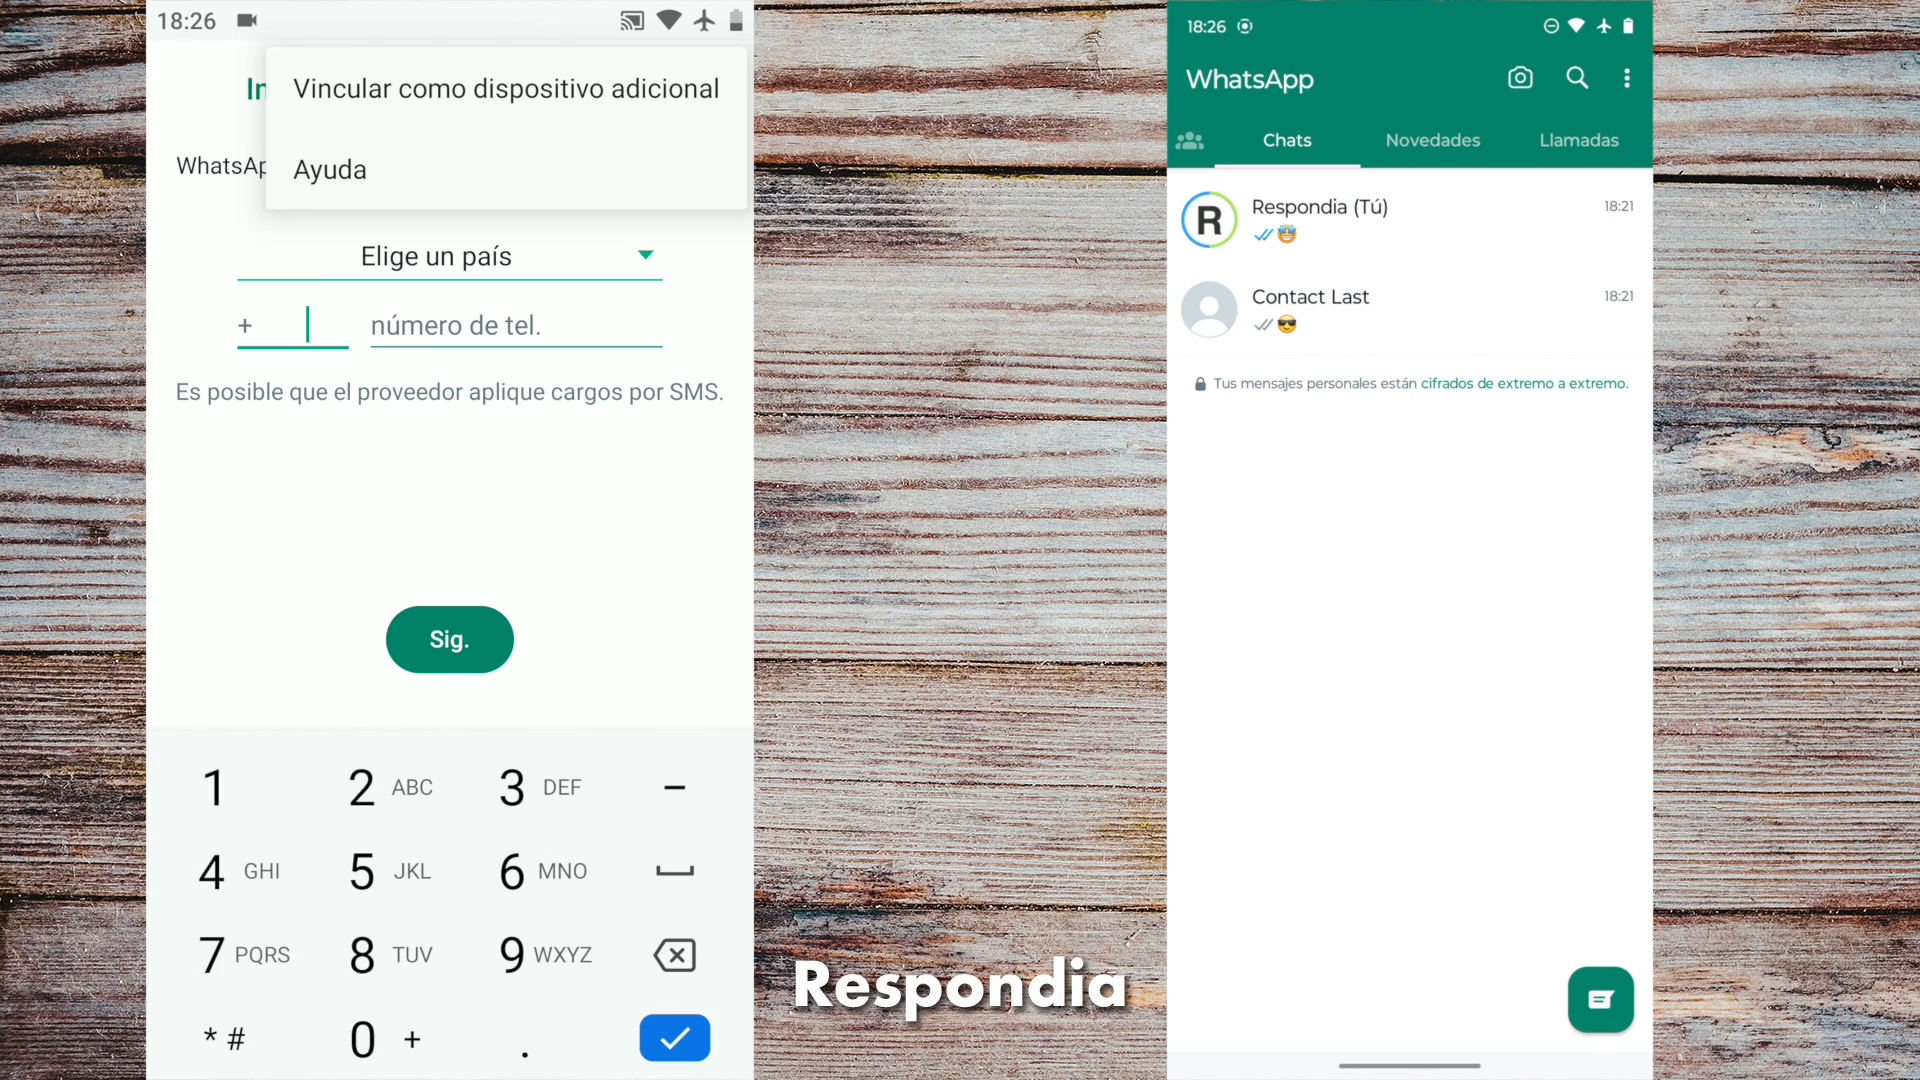 18:26
In
Vincular como dispositivo adicional
WhatsAp
Ayuda
Elige un país
+ número de tel.
Es posible que el proveedor aplique cargos por SMS.
Sig.
1 2 ABC 3 DEF –
4 GHI 5 JKL 6 MNO
7 PQRS 8 TUV 9 WXYZ
* # 0 + .
Respondia
18:26
WhatsApp
Chats Novedades Llamadas
R
Respondia (Tú) 18:21
Contact Last 18:21
Tus mensajes personales están cifrados de extremo a extremo.